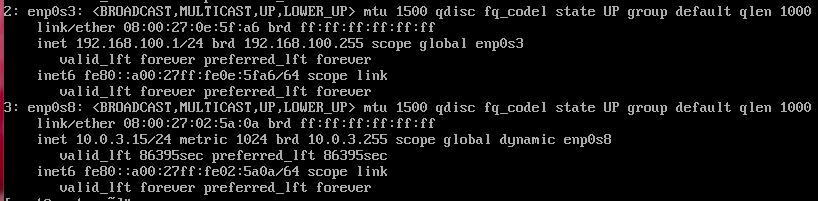 2: enp0s3: <BROADCAST,MULTICAST,UP,LOWER_UP> mtu 1500 qdisc fq_codel state UP group default qlen 1000
    link/ether 08:00:27:0e:5f:a6 brd ff:ff:ff:ff:ff:ff
    inet 192.168.100.1/24 brd 192.168.100.255 scope global enp0s3
       valid_lft forever preferred_lft forever
    inet6 fe80::a00:27ff:fe0e:5fa6/64 scope link
       valid_lft forever preferred_lft forever
3: enp0s8: <BROADCAST,MULTICAST,UP,LOWER_UP> mtu 1500 qdisc fq_codel state UP group default qlen 1000
    link/ether 08:00:27:02:5a:0a brd ff:ff:ff:ff:ff:ff
    inet 10.0.3.15/24 metric 1024 brd 10.0.3.255 scope global dynamic enp0s8
       valid_lft 86395sec preferred_lft 86395sec
    inet6 fe80::a00:27ff:fe02:5a0a/64 scope link
       valid_lft forever preferred_lft forever